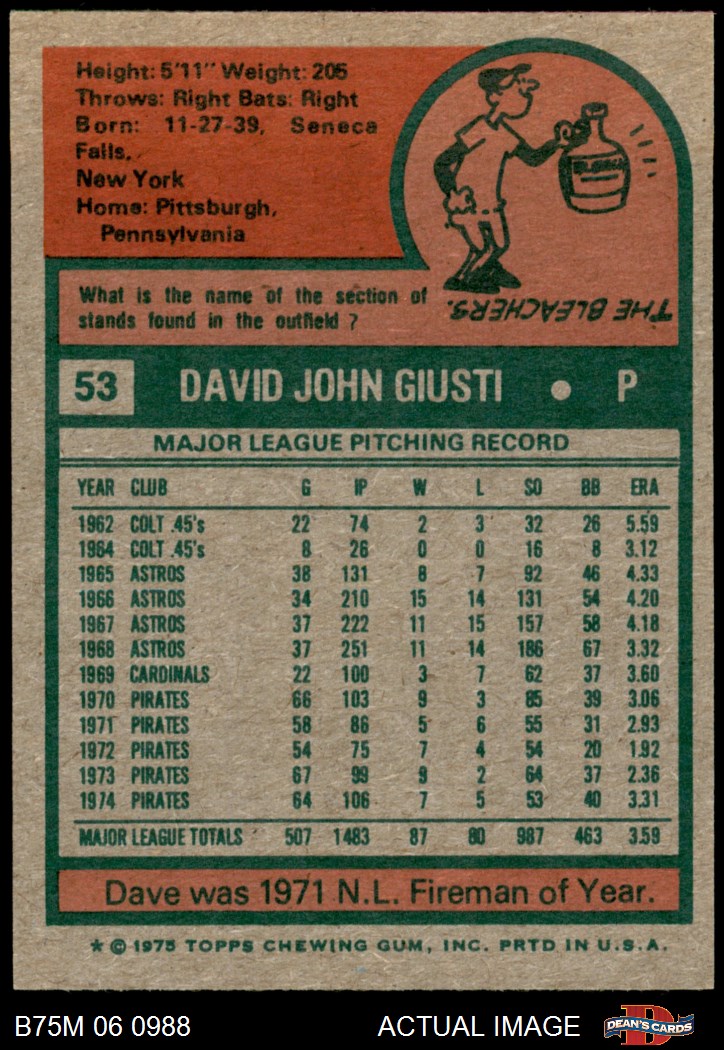 Height: 5'11" Weight: 205
Throws: Right Bats: Right
Born: 11-27-39, Seneca
Falls,
New York
Home: Pittsburgh,
Pennsylvania
THE BLEACHERS.
What is the name of the section of
stands found in the outfield ?
53 DAVID JOHN GIUSTI ● P
MAJOR LEAGUE PITCHING RECORD
YEAR CLUB G IP W L SO BB ERA
1962 COLT .45's 22 74 2 3 32 26 5.59
1964 COLT .45's 8 26 0 0 16 8 3.12
1965 ASTROS 38 131 8 7 92 46 4.33
1966 ASTROS 34 210 15 14 131 54 4.20
1967 ASTROS 37 222 11 15 157 58 4.18
1968 ASTROS 37 251 11 14 186 67 3.32
1969 CARDINALS 22 100 3 7 62 37 3.60
1970 PIRATES 66 103 9 3 85 39 3.06
1971 PIRATES 58 86 5 6 55 31 2.93
1972 PIRATES 54 75 7 4 54 20 1.92
1973 PIRATES 67 99 9 2 64 37 2.36
1974 PIRATES 64 106 7 5 53 40 3.31
MAJOR LEAGUE TOTALS 507 1483 87 80 987 463 3.59
Dave was 1971 N.L. Fireman of Year.
* © 1975 TOPPS CHEWING GUM, INC. PRTD IN U.S.A.
B75M 06 0988 ACTUAL IMAGE D DEAN'S CARDS